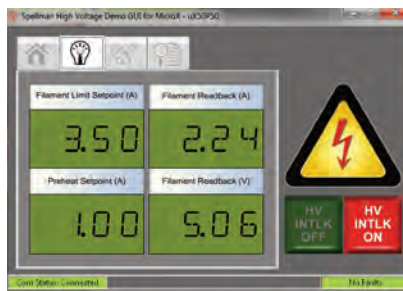 Spellman High Voltage Demo GUI for MicroX - uX50P50
Filament Limit Setpoint (A)
Filament Readback (A)
3.50
2.24
Preheat Setpoint (A)
Filament Readback (V)
1.00
5.06
HV
INTLK
OFF
HV
INTLK
ON
Com Status: Connected
No Faults